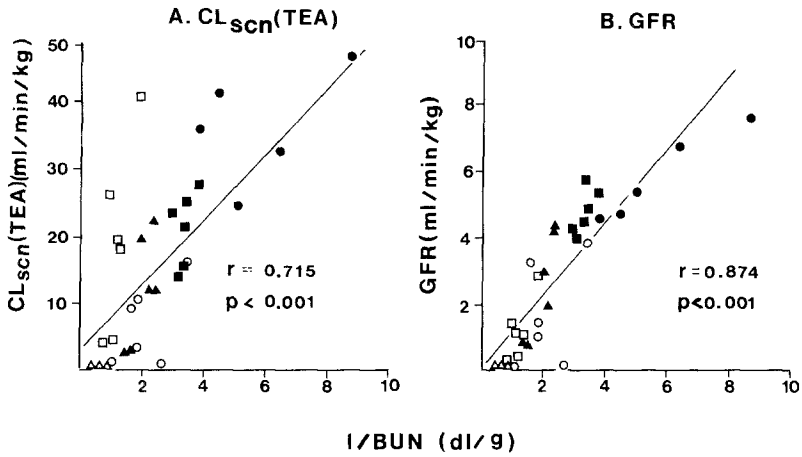 A. CLscn(TEA)
CLscn(TEA)(ml/min/kg)
50
40
30
20
10
r = 0.715
p < 0.001
2
4
6
8
10
B. GFR
GFR(ml/min/kg)
10
8
6
4
2
r=0.874
p<0.001
2
4
6
8
10
1/BUN (dl/g)